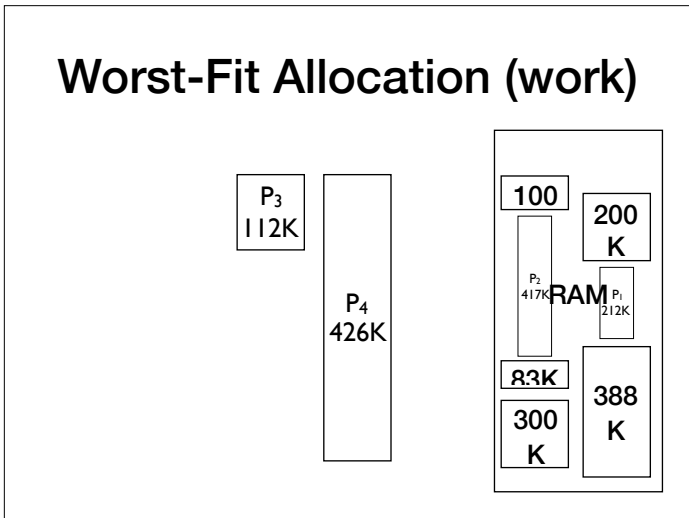 Worst-Fit Allocation (work)
P₃
112K
P₄
426K
100
P₂
417K
83K
300
K
RAM
200
K
P₁
212K
388
K